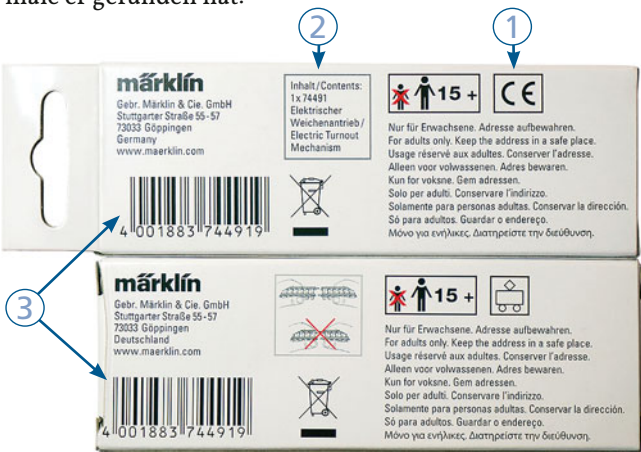 male er gefunden hat.
2
1
märklín
Gebr. Märklin & Cie. GmbH
Stuttgarter Straße 55-57
73033 Göppingen
Germany
www.maerklin.com
4 001883 744919
Inhalt/Contents:
1x74491
Elektrischer
Weichenantrieb/
Electric Turnout
Mechanism
15 +
CE
Nur für Erwachsene. Adresse aufbewahren.
For adults only. Keep the address in a safe place.
Usage réservé aux adultes. Conserver l'adresse.
Alleen voor volwassenen. Adres bewaren.
Kun for voksne. Gem adressen.
Solo per adulti. Conservare l'indirizzo.
Solamente para personas adultas. Conservar la dirección.
Só para adultos. Guardar o endereço.
Μόνο για ενήλικες. Διατηρείστε την διεύθυνση.
3
märklín
Gebr. Märklin & Cie. GmbH
Stuttgarter Straße 55-57
73033 Göppingen
Deutschland
www.maerklin.com
4 001883 744919
15 +
Nur für Erwachsene. Adresse aufbewahren.
For adults only. Keep the address in a safe place.
Usage réservé aux adultes. Conserver l'adresse.
Alleen voor volwassenen. Adres bewaren.
Kun for voksne. Gem adressen.
Solo per adulti. Conservare l'indirizzo.
Solamente para personas adultas. Conservar la dirección.
Só para adultos. Guardar o endereço.
Μόνο για ενήλικες. Διατηρείστε την διεύθυνση.